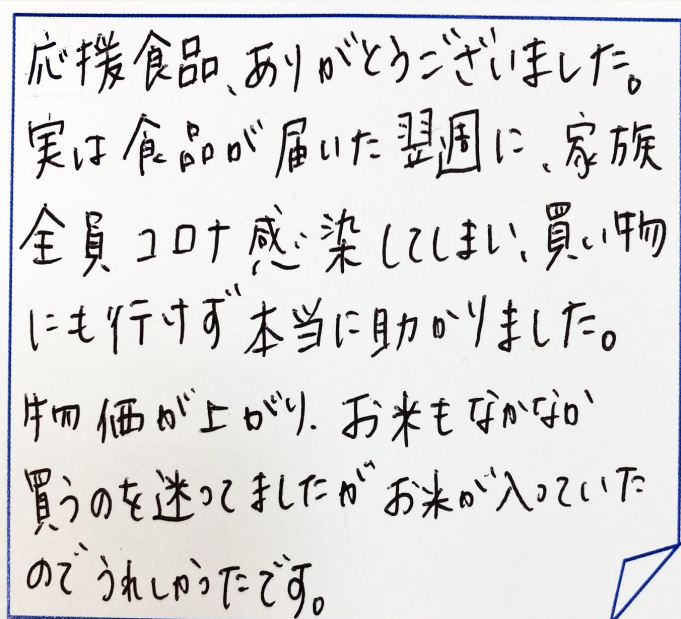 応援食品、ありがとうございました。
実は食品が届いた翌週に、家族
全員コロナ感染してしまい、買い物
にも行けず本当に助かりました。
物価が上がり、お米もなかなか
買うのを迷ってましたがお米が入っていた
のでうれしかったです。